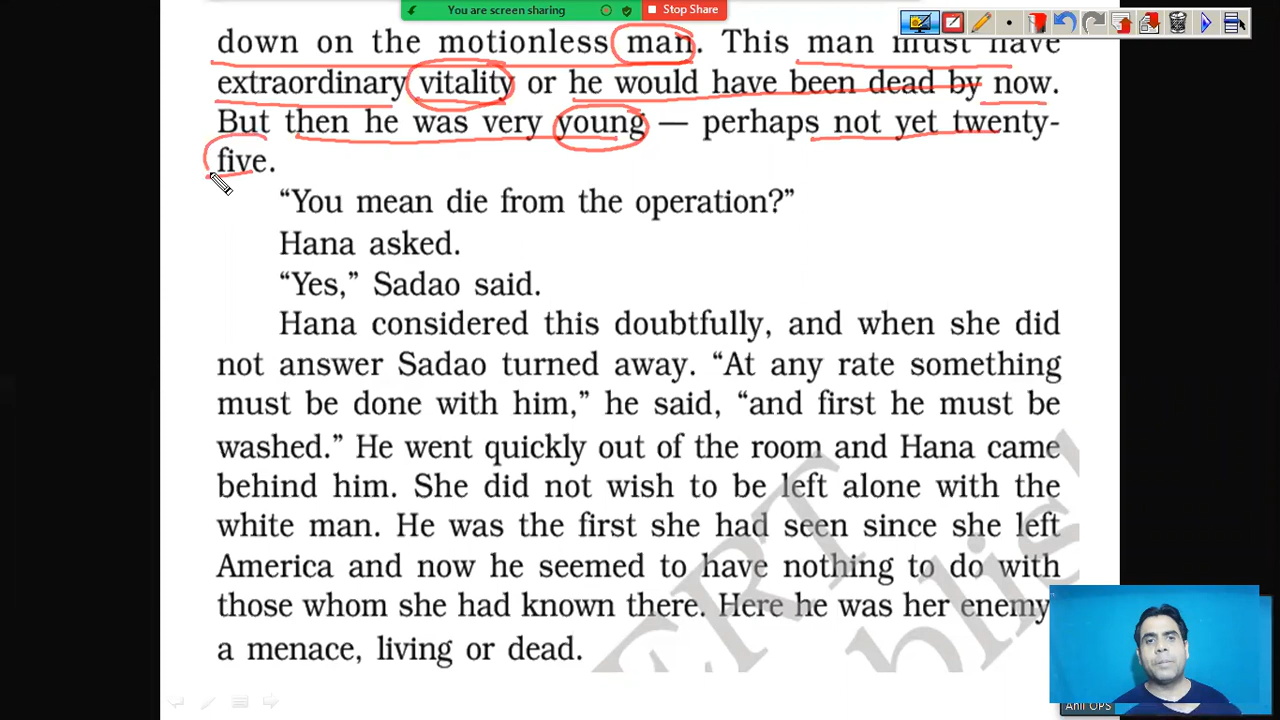 You are screen sharing Stop Share
down on the motionless man. This man must have
extraordinary vitality or he would have been dead by now.
But then he was very young — perhaps not yet twenty-
five.
“You mean die from the operation?”
Hana asked.
“Yes,” Sadao said.
Hana considered this doubtfully, and when she did
not answer Sadao turned away. “At any rate something
must be done with him,” he said, “and first he must be
washed.” He went quickly out of the room and Hana came
behind him. She did not wish to be left alone with the
white man. He was the first she had seen since she left
America and now he seemed to have nothing to do with
those whom she had known there. Here he was her enemy,
a menace, living or dead.
Anil OPS